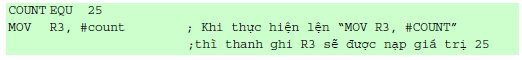 COUNT EQU 25
MOV R3, #count ; Khi thực hiện lện “MOV R3, #COUNT”
;thì thanh ghi R3 sẽ được nạp giá trị 25